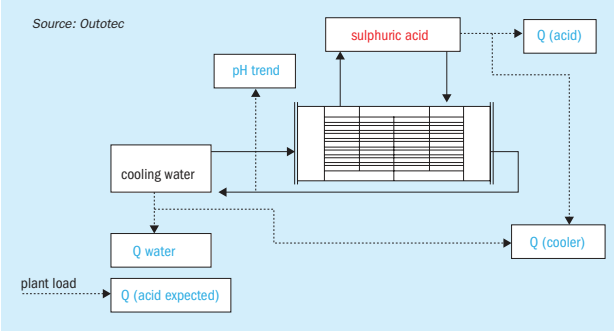 Source: Outotec
sulphuric acid
Q (acid)
pH trend
cooling water
Q water
Q (cooler)
plant load
Q (acid expected)